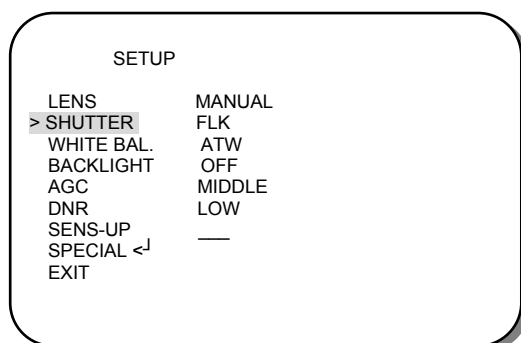 SETUP
LENS MANUAL
> SHUTTER FLK
WHITE BAL. ATW
BACKLIGHT OFF
AGC MIDDLE
DNR LOW
SENS-UP ___
SPECIAL <┘
EXIT